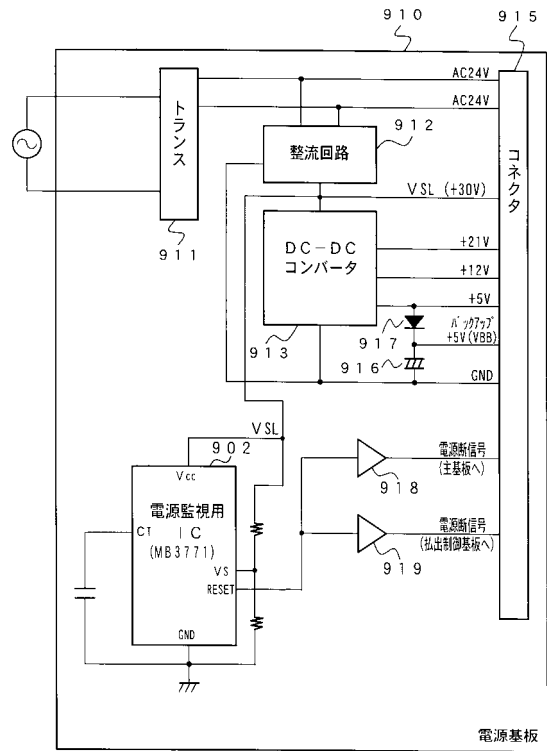 ９１０
９１５
AC24V
AC24V
トランス
９１２
整流回路
コネクタ
VSL (+30V)
９１１
DC－DC
コンバータ
+21V
+12V
+5V
９１７
ﾊﾞｯｸｱｯﾌﾟ
+5V(VBB)
９１３
９１６
GND
VSL
９０２
Vcc
電源監視用
IC
(MB3771)
CT
VS
RESET
GND
電源断信号
(主基板へ)
９１８
電源断信号
(払出制御基板へ)
９１９
電源基板